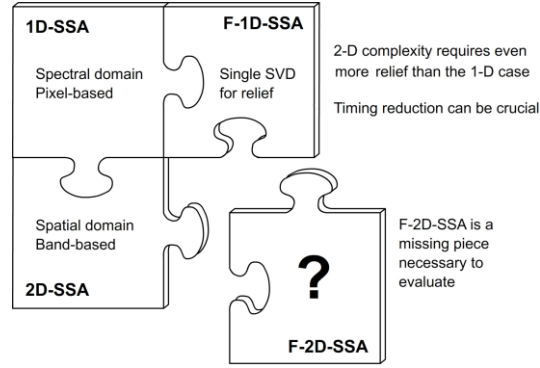 1D-SSA
Spectral domain
Pixel-based
F-1D-SSA
Single SVD
for relief
2-D complexity requires even
more relief than the 1-D case
Timing reduction can be crucial
Spatial domain
Band-based
2D-SSA
?
F-2D-SSA
F-2D-SSA is a
missing piece
necessary to
evaluate